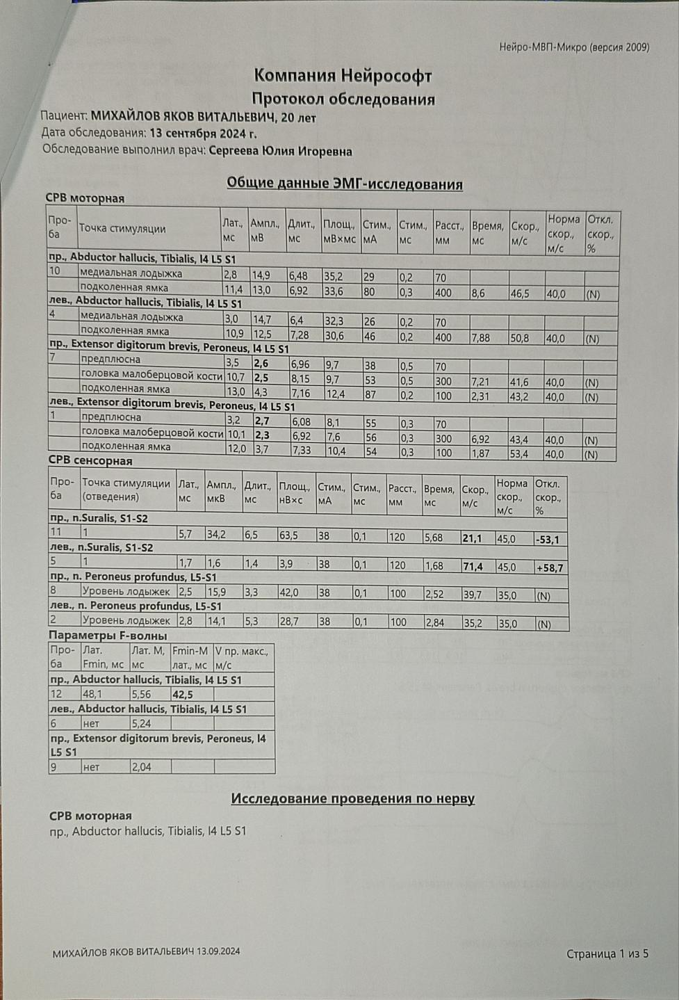 Нейро-МВП-Микро (версия 2009)
Компания Нейрософт
Протокол обследования
Пациент: МИХАЙЛОВ ЯКОВ ВИТАЛЬЕВИЧ, 20 лет
Дата обследования: 13 сентября 2024 г.
Обследование выполнил врач: Сергеева Юлия Игоревна
Общие данные ЭМГ-исследования
СРВ моторная
Про-ба Точка стимуляции Лат., мс Ампл., мВ Длит., мс Площ., мВ×мс Стим., мА Стим., мс Расст., мм Время, мс Скор., м/с Норма скор., м/с Откл. скор., %
пр., Abductor hallucis, Tibialis, I4 L5 S1
10 медиальная лодыжка 2,8 14,9 6,48 35,2 29 0,2 70
подколенная ямка 11,4 13,0 6,92 33,6 80 0,3 400 8,6 46,5 40,0 (N)
лев., Abductor hallucis, Tibialis, I4 L5 S1
4 медиальная лодыжка 3,0 14,7 6,4 32,3 26 0,2 70
подколенная ямка 10,9 12,5 7,28 30,6 46 0,2 400 7,88 50,8 40,0 (N)
пр., Extensor digitorum brevis, Peroneus, I4 L5 S1
7 предплюсна 3,5 2,6 6,96 9,7 38 0,5 70
головка малоберцовой кости 10,7 2,5 8,15 9,7 53 0,5 300 7,21 41,6 40,0 (N)
подколенная ямка 13,0 4,3 7,16 12,4 87 0,2 100 2,31 43,2 40,0 (N)
лев., Extensor digitorum brevis, Peroneus, I4 L5 S1
1 предплюсна 3,2 2,7 6,08 8,1 55 0,3 70
головка малоберцовой кости 10,1 2,3 6,92 7,6 56 0,3 300 6,92 43,4 40,0 (N)
подколенная ямка 12,0 3,7 7,33 10,4 54 0,3 100 1,87 53,4 40,0 (N)
СРВ сенсорная
Про-ба Точка стимуляции (отведения) Лат., мс Ампл., мкВ Длит., мс Площ., нВ×с Стим., мА Стим., мс Расст., мм Время, мс Скор., м/с Норма скор., м/с Откл. скор., %
пр., n.Suralis, S1-S2
11 1 5,7 34,2 6,5 63,5 38 0,1 120 5,68 21,1 45,0 -53,1
лев., n.Suralis, S1-S2
5 1 1,7 1,6 1,4 3,9 38 0,1 120 1,68 71,4 45,0 +58,7
пр., n. Peroneus profundus, L5-S1
8 Уровень лодыжек 2,5 15,9 3,3 42,0 38 0,1 100 2,52 39,7 35,0 (N)
лев., n. Peroneus profundus, L5-S1
2 Уровень лодыжек 2,8 14,1 5,3 28,7 38 0,1 100 2,84 35,2 35,0 (N)
Параметры F-волны
Про-ба Лат. Fmin, мс Лат. М, мс Fmin-M лат., мс V пр. макс., м/с
пр., Abductor hallucis, Tibialis, I4 L5 S1
12 48,1 5,56 42,5
лев., Abductor hallucis, Tibialis, I4 L5 S1
6 нет 5,24
пр., Extensor digitorum brevis, Peroneus, I4
L5 S1
9 нет 2,04
Исследование проведения по нерву
СРВ моторная
пр., Abductor hallucis, Tibialis, I4 L5 S1
МИХАЙЛОВ ЯКОВ ВИТАЛЬЕВИЧ 13.09.2024
Страница 1 из 5